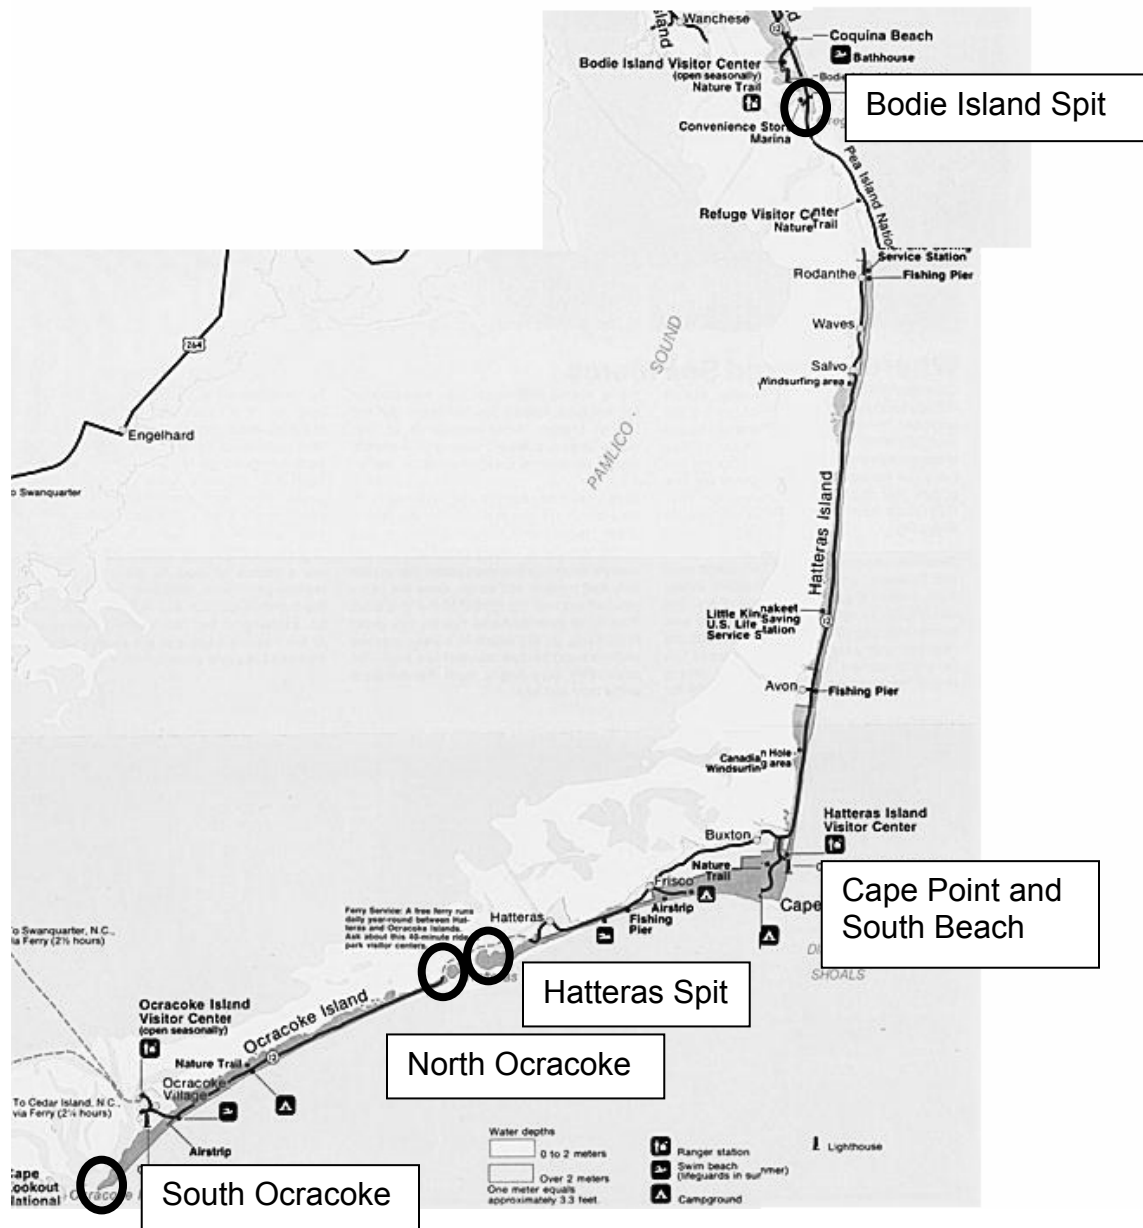 Wanchese
12
Coquina Beach
Bathhouse
Bodie Island Visitor Center
(open seasonally)
Nature Trail
Bodie Island Spit
Convenience Store
Marina
Pea Island
Refuge Visitor Center
Nature Trail
Service Station
Rodanthe
Fishing Pier
Waves
Salvo
Windsurfing area
264
PAMLICO SOUND
Engelhard
o Swanquarter
Hatteras Island
Little Kinnakeet
U.S. Life Saving
Service Station
12
Avon
Fishing Pier
Canadian Hole
Windsurfing area
Hatteras Island
Visitor Center
Buxton
Nature
Trail
Cape
Cape Point and
South Beach
SHOALS
Frisco
Airstrip
Fishing
Pier
Hatteras
Ferry Service: A free ferry runs
daily year-round between Hat-
teras and Ocracoke Islands.
Ask about this 40-minute ride
park visitor centers.
Hatteras Spit
North Ocracoke
To Swanquarter, N.C.,
via Ferry (2½ hours)
Ocracoke Island
Visitor Center
(open seasonally)
Ocracoke Island
12
Nature Trail
Ocracoke
Village
To Cedar Island, N.C.,
via Ferry (2¼ hours)
Airstrip
South Ocracoke
Cape
Lookout
National
Water depths
0 to 2 meters
Over 2 meters
One meter equals
approximately 3.3 feet.
Ranger station
Swim beach
(lifeguards in summer)
Campground
Lighthouse